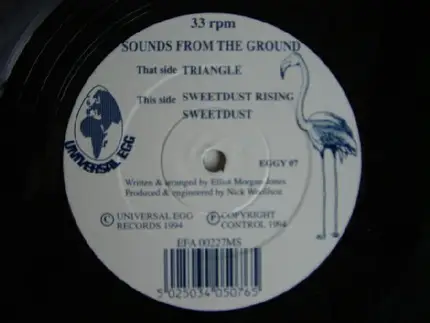 33 rpm
SOUNDS FROM THE GROUND
That side TRIANGLE
This side SWEETDUST RISING
SWEETDUST
UNIVERSAL EGG
EGGY 07
Written & arranged by Elliot Morgan-Jones
Produced & engineered by Nick Woolfson
© UNIVERSAL EGG ℗ COPYRIGHT
RECORDS 1994 CONTROL 1994
EFA 00227MS
5 025034 050765